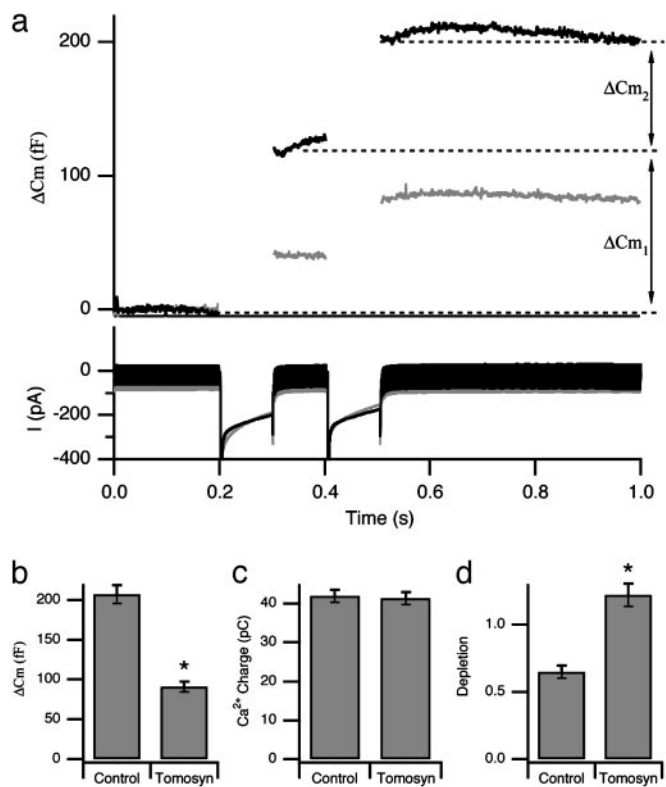 a
200
100
0
ΔCm (fF)
ΔCm₂
ΔCm₁
0
-200
-400
I (pA)
0.0 0.2 0.4 0.6 0.8 1.0
Time (s)
b
200
150
100
50
0
ΔCm (fF)
*
Control Tomosyn
c
40
30
20
10
0
Ca²⁺ Charge (pC)
Control Tomosyn
d
1.0
0.5
0.0
Depletion
*
Control Tomosyn